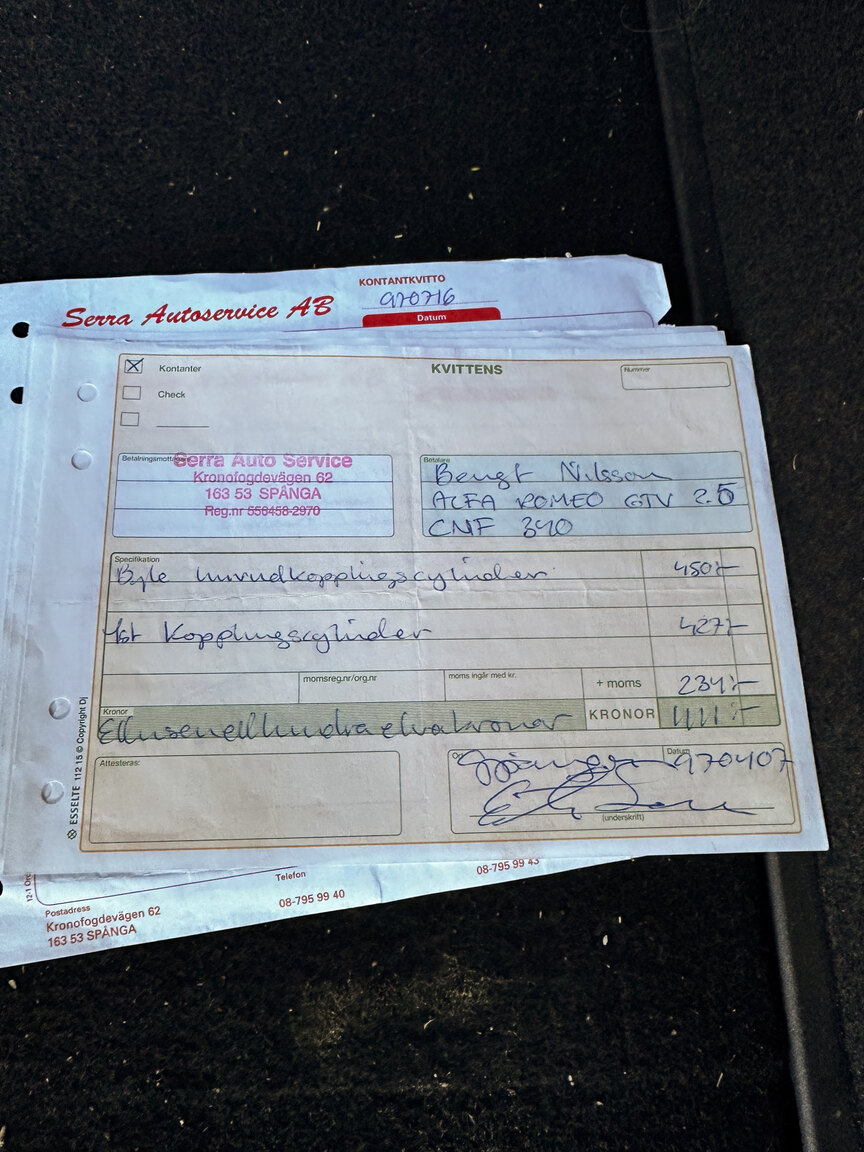 KONTANTKVITTO
970716
Serra Autoservice AB
Datum
Kontanter
KVITTENS
Nummer
Check
Betalningsmottagare
Serra Auto Service
Kronofogdevägen 62
163 53 SPÅNGA
Reg.nr 556458-2970
Betalare
Bengt Nilsson
ALFA ROMEO GTV 2.5
CNF 340
Specifikation
Byte huvudkopplingscylinder 450:-
1st Kopplingscylinder 427:-
momsreg.nr/org.nr
moms ingår med kr.
+ moms 234:-
Kronor
Ettusenetthundraelvakronor
KRONOR 1111:-
Attesteras:
Datum
970407
(underskrift)
ESSELTE 112 15 © Copyright Dj
Telefon
08-795 99 40
08-795 99 43
Postadress
Kronofogdevägen 62
163 53 SPÅNGA